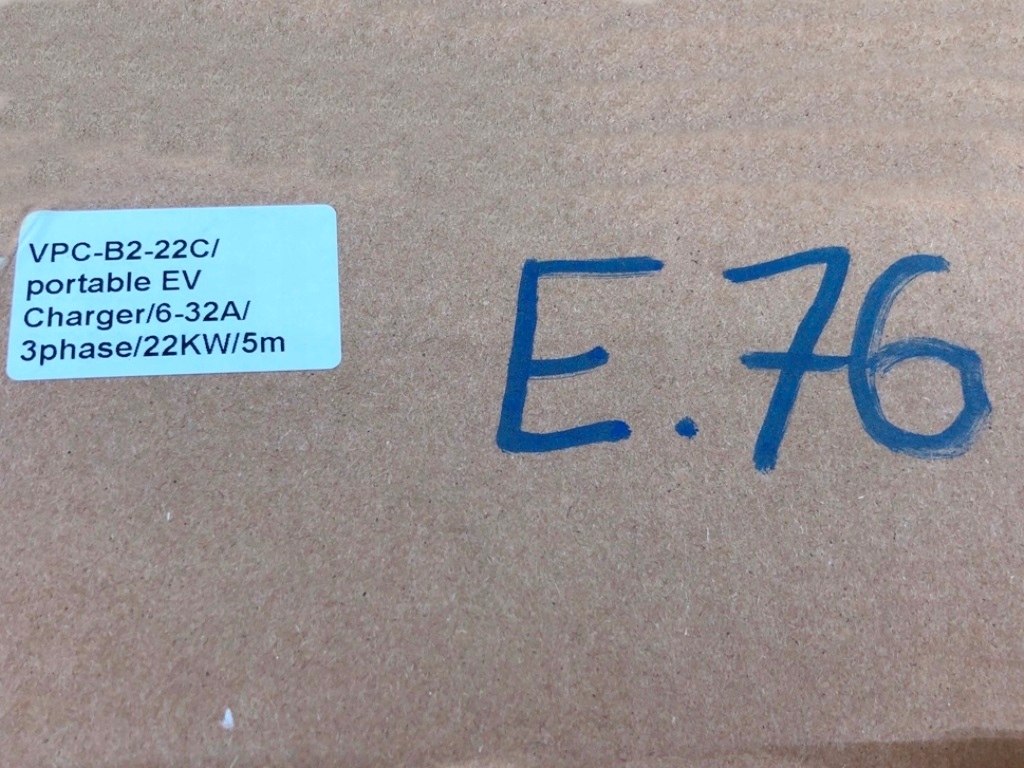 VPC-B2-22C/
portable EV
Charger/6-32A/
3phase/22KW/5m
E.76